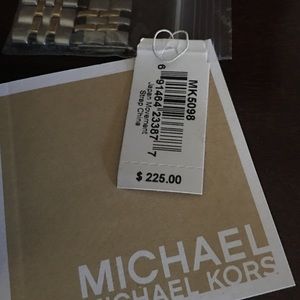 MK5098
6 91464 23387 7
Japan Movement
Strap China
$ 225.00
MICHAEL
MICHAEL KORS